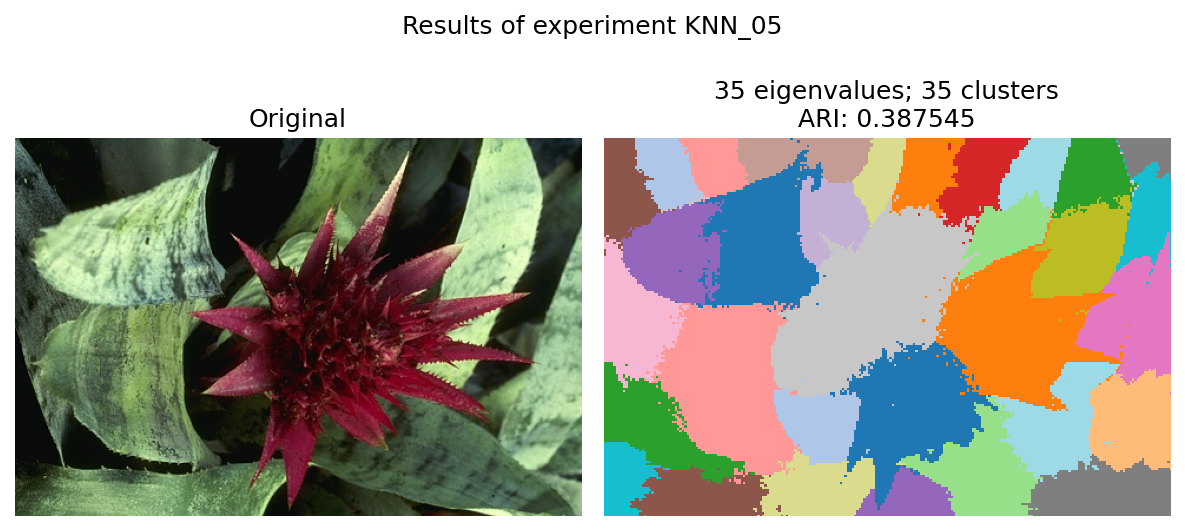 Results of experiment KNN_05
Original
35 eigenvalues; 35 clusters
ARI: 0.387545